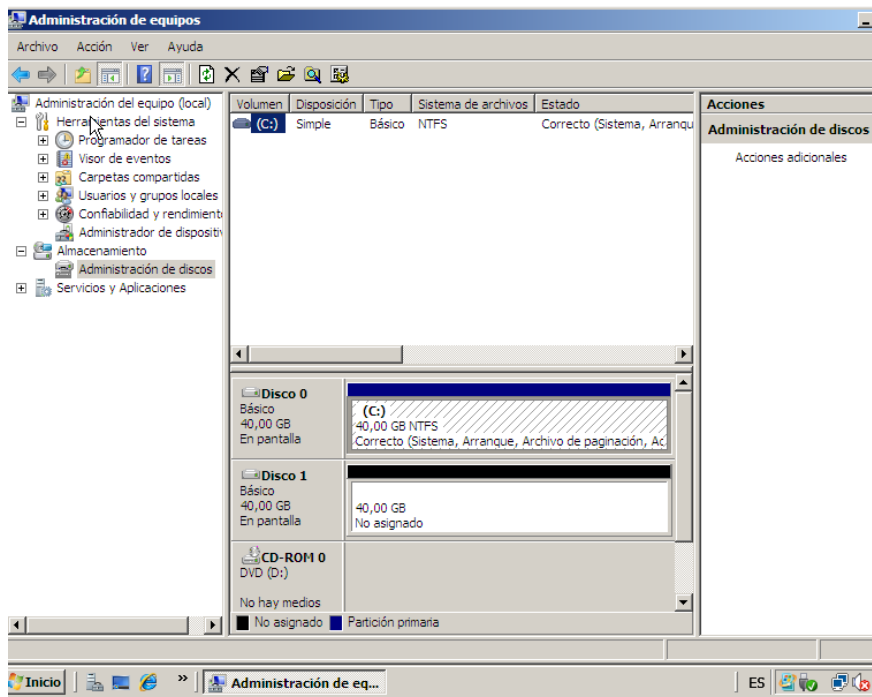 Administración de equipos
Archivo Acción Ver Ayuda
Administración del equipo (local)
Herramientas del sistema
Programador de tareas
Visor de eventos
Carpetas compartidas
Usuarios y grupos locales
Confiabilidad y rendimient
Administrador de dispositiv
Almacenamiento
Administración de discos
Servicios y Aplicaciones
Volumen Disposición Tipo Sistema de archivos Estado
(C:) Simple Básico NTFS Correcto (Sistema, Arranqu
Disco 0
Básico
40,00 GB
En pantalla
(C:)
40,00 GB NTFS
Correcto (Sistema, Arranque, Archivo de paginación, Ac
Disco 1
Básico
40,00 GB
En pantalla
40,00 GB
No asignado
CD-ROM 0
DVD (D:)
No hay medios
No asignado Partición primaria
Acciones
Administración de discos
Acciones adicionales
Inicio » Administración de eq... ES